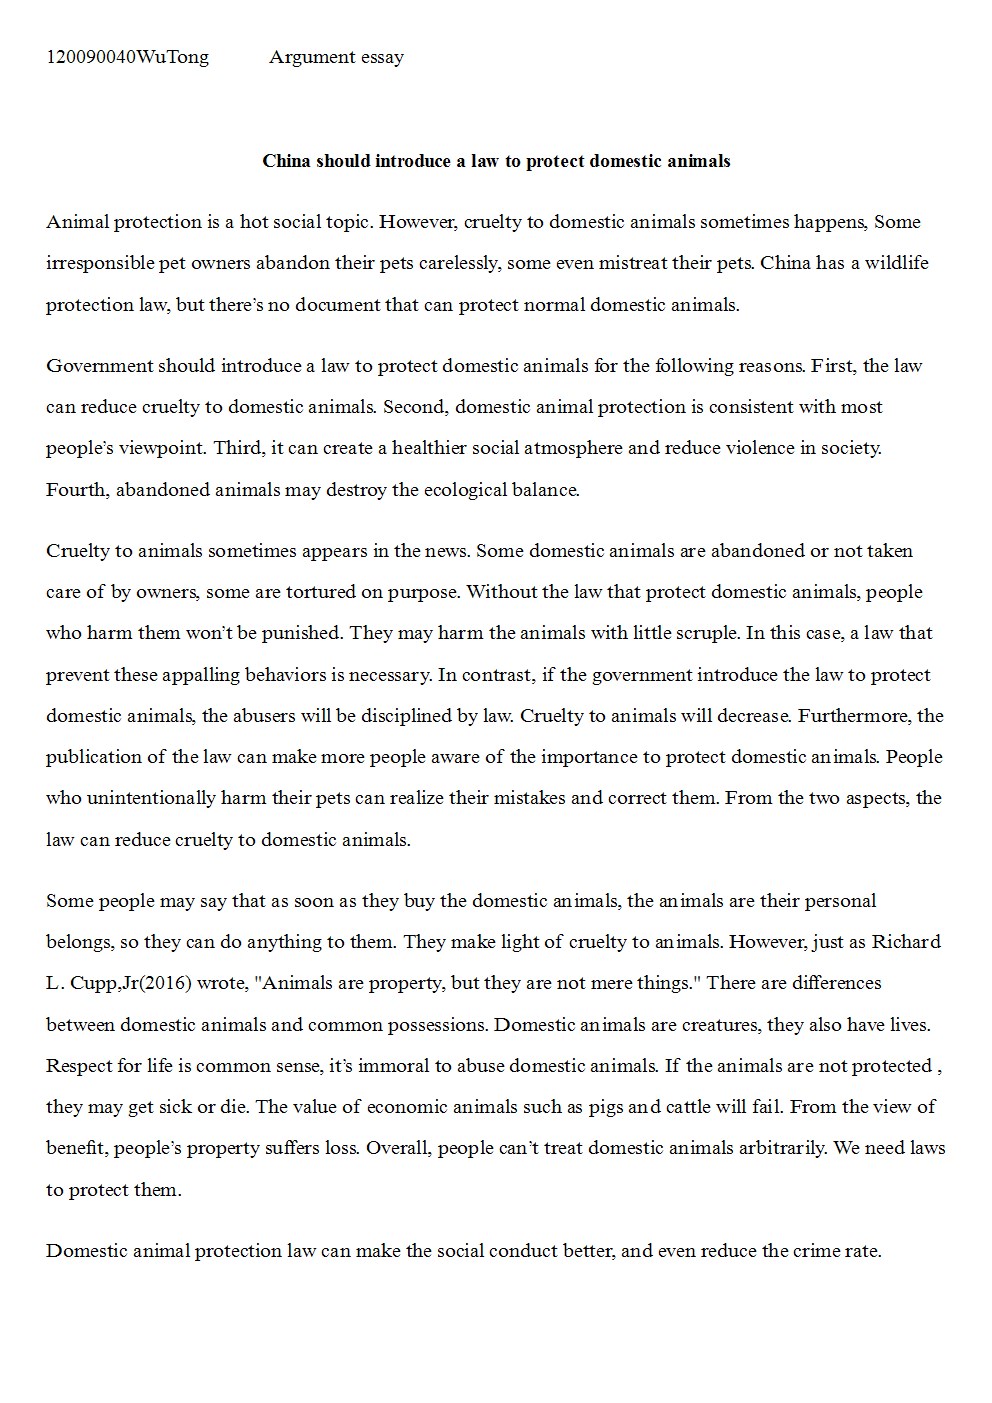 120090040WuTong Argument essay
China should introduce a law to protect domestic animals
Animal protection is a hot social topic. However, cruelty to domestic animals sometimes happens, Some
irresponsible pet owners abandon their pets carelessly, some even mistreat their pets. China has a wildlife
protection law, but there's no document that can protect normal domestic animals.
Government should introduce a law to protect domestic animals for the following reasons. First, the law
can reduce cruelty to domestic animals. Second, domestic animal protection is consistent with most
people's viewpoint. Third, it can create a healthier social atmosphere and reduce violence in society.
Fourth, abandoned animals may destroy the ecological balance.
Cruelty to animals sometimes appears in the news. Some domestic animals are abandoned or not taken
care of by owners, some are tortured on purpose. Without the law that protect domestic animals, people
who harm them won't be punished. They may harm the animals with little scruple. In this case, a law that
prevent these appalling behaviors is necessary. In contrast, if the government introduce the law to protect
domestic animals, the abusers will be disciplined by law. Cruelty to animals will decrease. Furthermore, the
publication of the law can make more people aware of the importance to protect domestic animals. People
who unintentionally harm their pets can realize their mistakes and correct them. From the two aspects, the
law can reduce cruelty to domestic animals.
Some people may say that as soon as they buy the domestic animals, the animals are their personal
belongs, so they can do anything to them. They make light of cruelty to animals. However, just as Richard
L. Cupp,Jr(2016) wrote, "Animals are property, but they are not mere things." There are differences
between domestic animals and common possessions. Domestic animals are creatures, they also have lives.
Respect for life is common sense, it's immoral to abuse domestic animals. If the animals are not protected ,
they may get sick or die. The value of economic animals such as pigs and cattle will fail. From the view of
benefit, people's property suffers loss. Overall, people can't treat domestic animals arbitrarily. We need laws
to protect them.
Domestic animal protection law can make the social conduct better, and even reduce the crime rate.